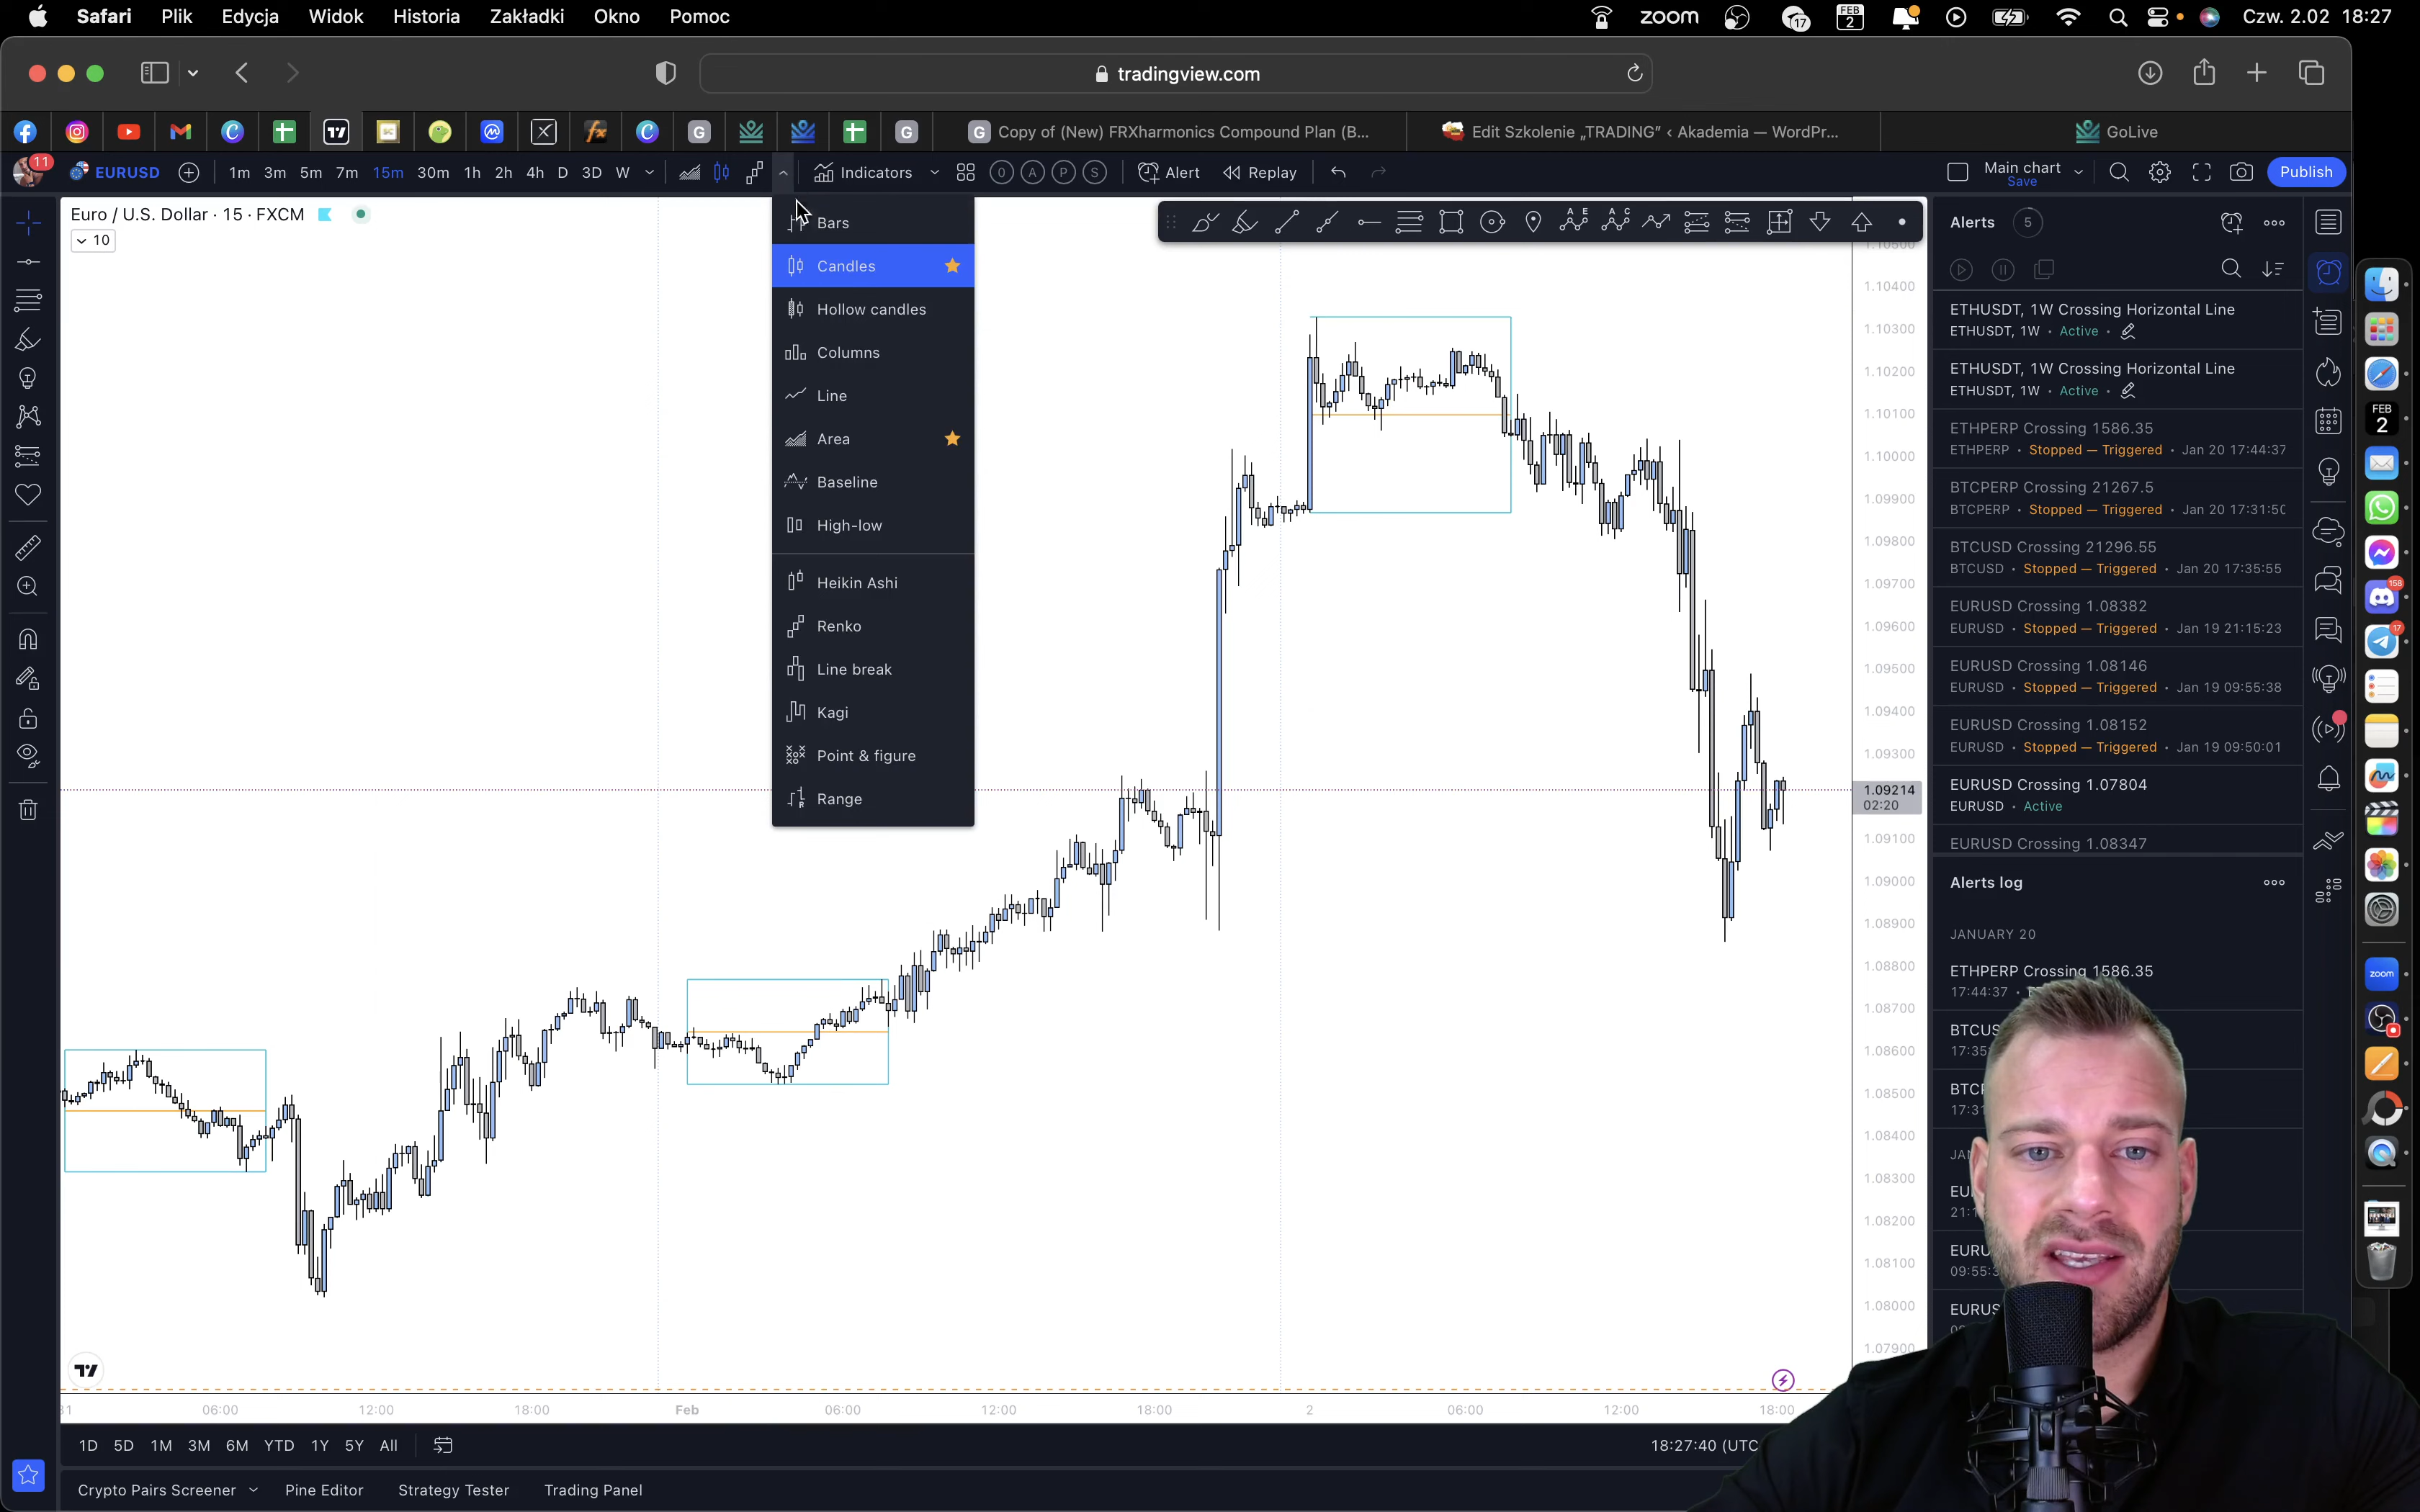 Safari Plik Edycja Widok Historia Zakładki Okno Pomoc
zoom 17 FEB 2 Czw. 2.02 18:27
tradingview.com
Copy of (New) FRXharmonics Compound Plan (B...
Edit Szkolenie „TRADING” ‹ Akademia — WordPr...
GoLive
11 EURUSD 1m 3m 5m 7m 15m 30m 1h 2h 4h D 3D W Indicators O A P S Alert Replay
Main chart
Save
Publish
Euro / U.S. Dollar · 15 · FXCM
10
Bars
Candles
Hollow candles
Columns
Line
Area
Baseline
High-low
Heikin Ashi
Renko
Line break
Kagi
Point & figure
Range
1.10500
1.10400
1.10300
1.10200
1.10100
1.10000
1.09900
1.09800
1.09700
1.09600
1.09500
1.09400
1.09300
1.09214
02:20
1.09100
1.09000
1.08900
1.08800
1.08700
1.08600
1.08500
1.08400
1.08300
1.08200
1.08100
1.08000
1.07900
06:00 12:00 18:00 Feb 06:00 12:00 18:00 2 06:00 12:00 18:00
1D 5D 1M 3M 6M YTD 1Y 5Y All
18:27:40 (UTC
Crypto Pairs Screener Pine Editor Strategy Tester Trading Panel
Alerts 5
ETHUSDT, 1W Crossing Horizontal Line
ETHUSDT, 1W · Active ·
ETHUSDT, 1W Crossing Horizontal Line
ETHUSDT, 1W · Active ·
ETHPERP Crossing 1586.35
ETHPERP · Stopped — Triggered · Jan 20 17:44:37
BTCPERP Crossing 21267.5
BTCPERP · Stopped — Triggered · Jan 20 17:31:50
BTCUSD Crossing 21296.55
BTCUSD · Stopped — Triggered · Jan 20 17:35:55
EURUSD Crossing 1.08382
EURUSD · Stopped — Triggered · Jan 19 21:15:23
EURUSD Crossing 1.08146
EURUSD · Stopped — Triggered · Jan 19 09:55:38
EURUSD Crossing 1.08152
EURUSD · Stopped — Triggered · Jan 19 09:50:01
EURUSD Crossing 1.07804
EURUSD · Active
EURUSD Crossing 1.08347
Alerts log
JANUARY 20
ETHPERP Crossing 1586.35
17:44:37 ·
FEB
2
158
17
zoom